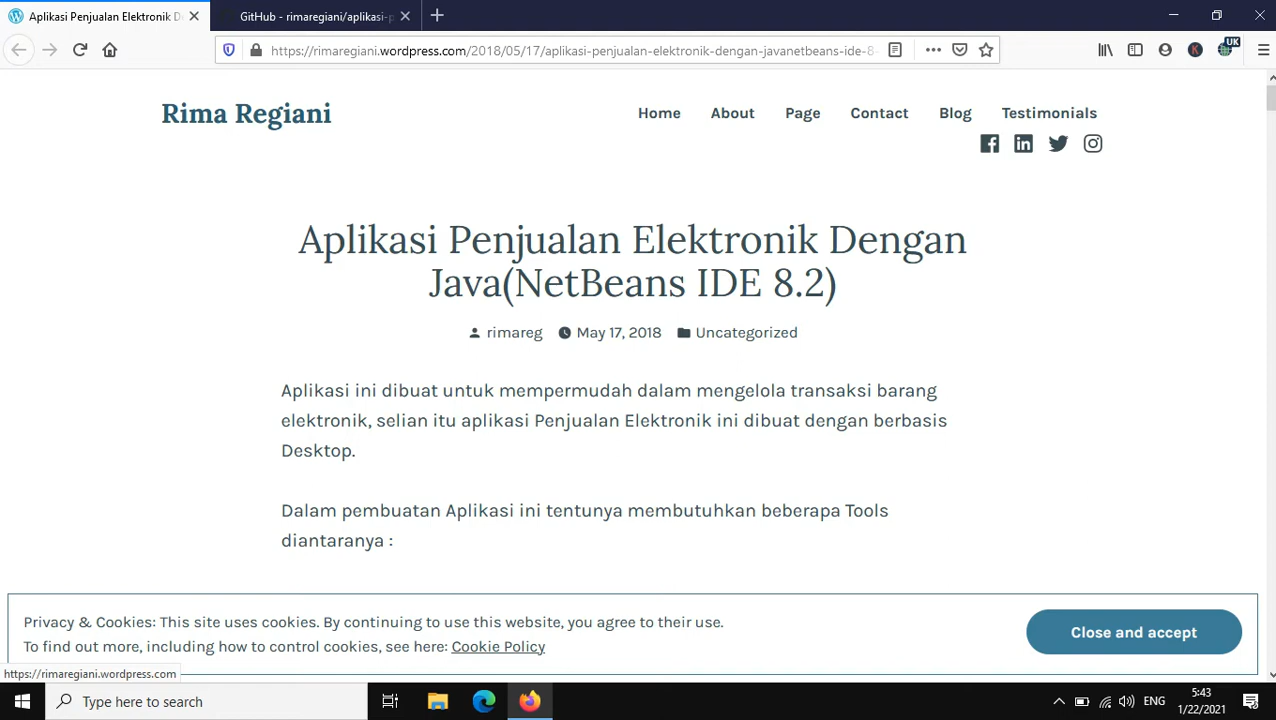 Aplikasi Penjualan Elektronik D
GitHub - rimaregiani/aplikasi-p
https://rimaregiani.wordpress.com/2018/05/17/aplikasi-penjualan-elektronik-dengan-javanetbeans-ide-8-
UK
K
Rima Regiani
Home About Page Contact Blog Testimonials
Aplikasi Penjualan Elektronik Dengan
Java(NetBeans IDE 8.2)
rimareg May 17, 2018 Uncategorized
Aplikasi ini dibuat untuk mempermudah dalam mengelola transaksi barang
elektronik, selian itu aplikasi Penjualan Elektronik ini dibuat dengan berbasis
Desktop.
Dalam pembuatan Aplikasi ini tentunya membutuhkan beberapa Tools
diantaranya :
Privacy & Cookies: This site uses cookies. By continuing to use this website, you agree to their use.
To find out more, including how to control cookies, see here: Cookie Policy
Close and accept
https://rimaregiani.wordpress.com
Type here to search
ENG
5:43
1/22/2021